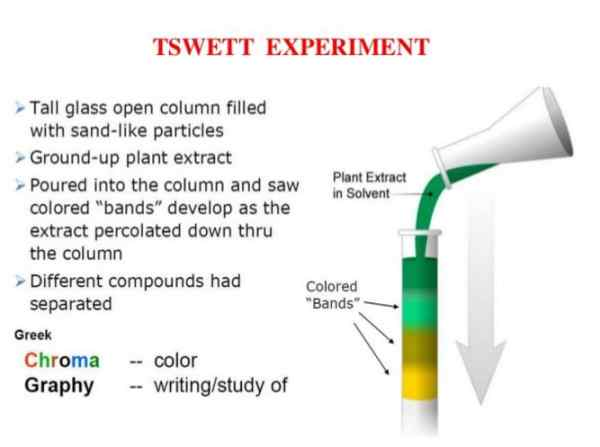 TSWETT EXPERIMENT
Tall glass open column filled
with sand-like particles
Ground-up plant extract
Poured into the column and saw
colored “bands” develop as the
extract percolated down thru
the column
Different compounds had
separated
Greek
Chroma -- color
Graphy -- writing/study of
Plant Extract
in Solvent
Colored
“Bands”